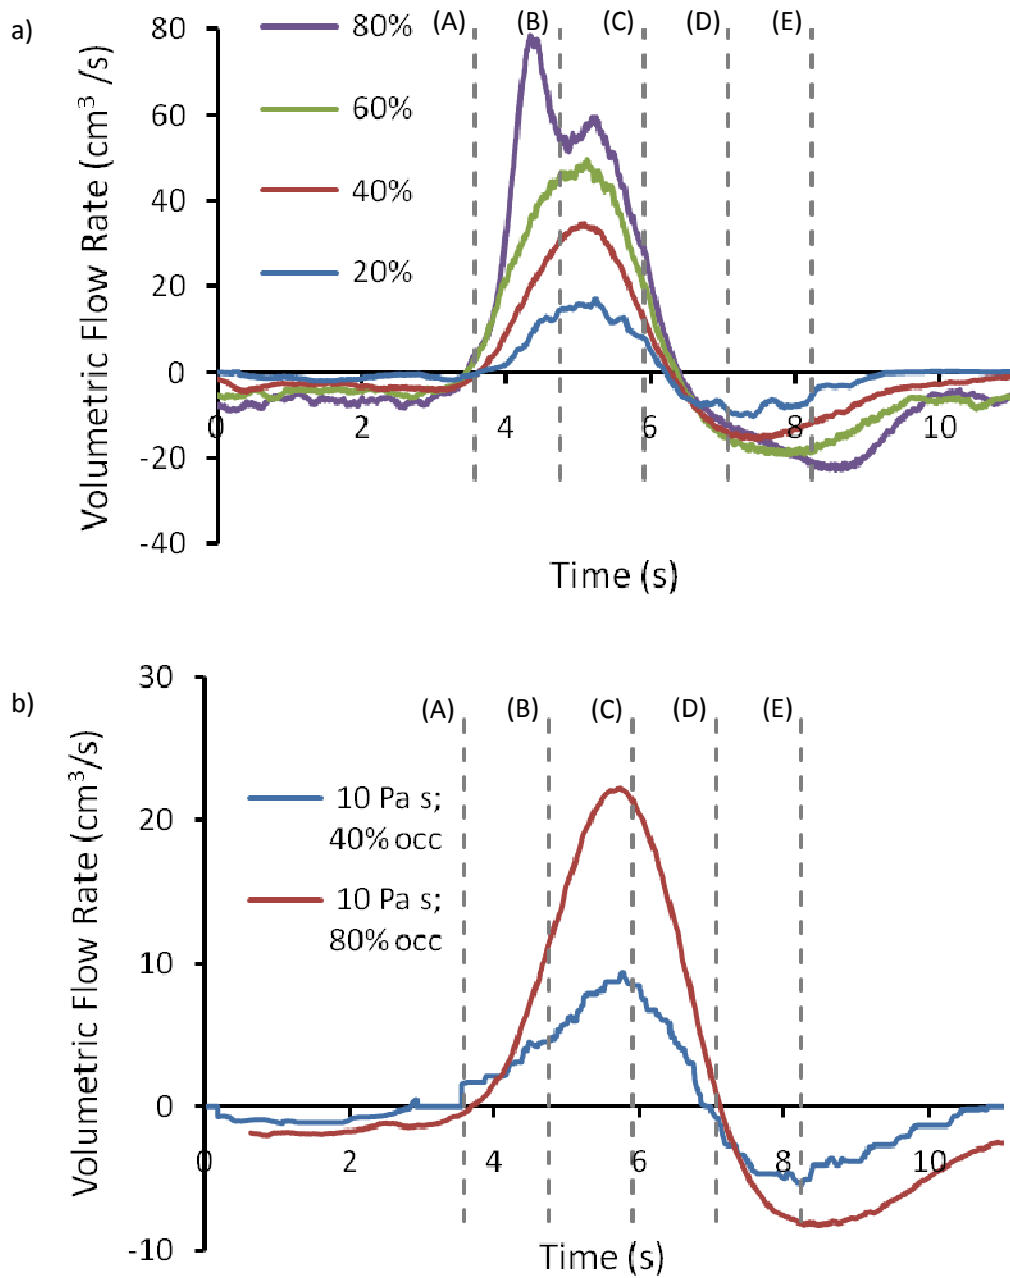 a)
Volumetric Flow Rate (cm³ /s)
80
60
40
20
0
-20
-40
80%
60%
40%
20%
(A)
(B)
(C)
(D)
(E)
0
2
4
6
8
10
Time (s)
b)
Volumetric Flow Rate (cm³/s)
30
20
10
0
-10
(A)
(B)
(C)
(D)
(E)
10 Pa s;
40% occ
10 Pa s;
80% occ
0
2
4
6
8
10
Time (s)